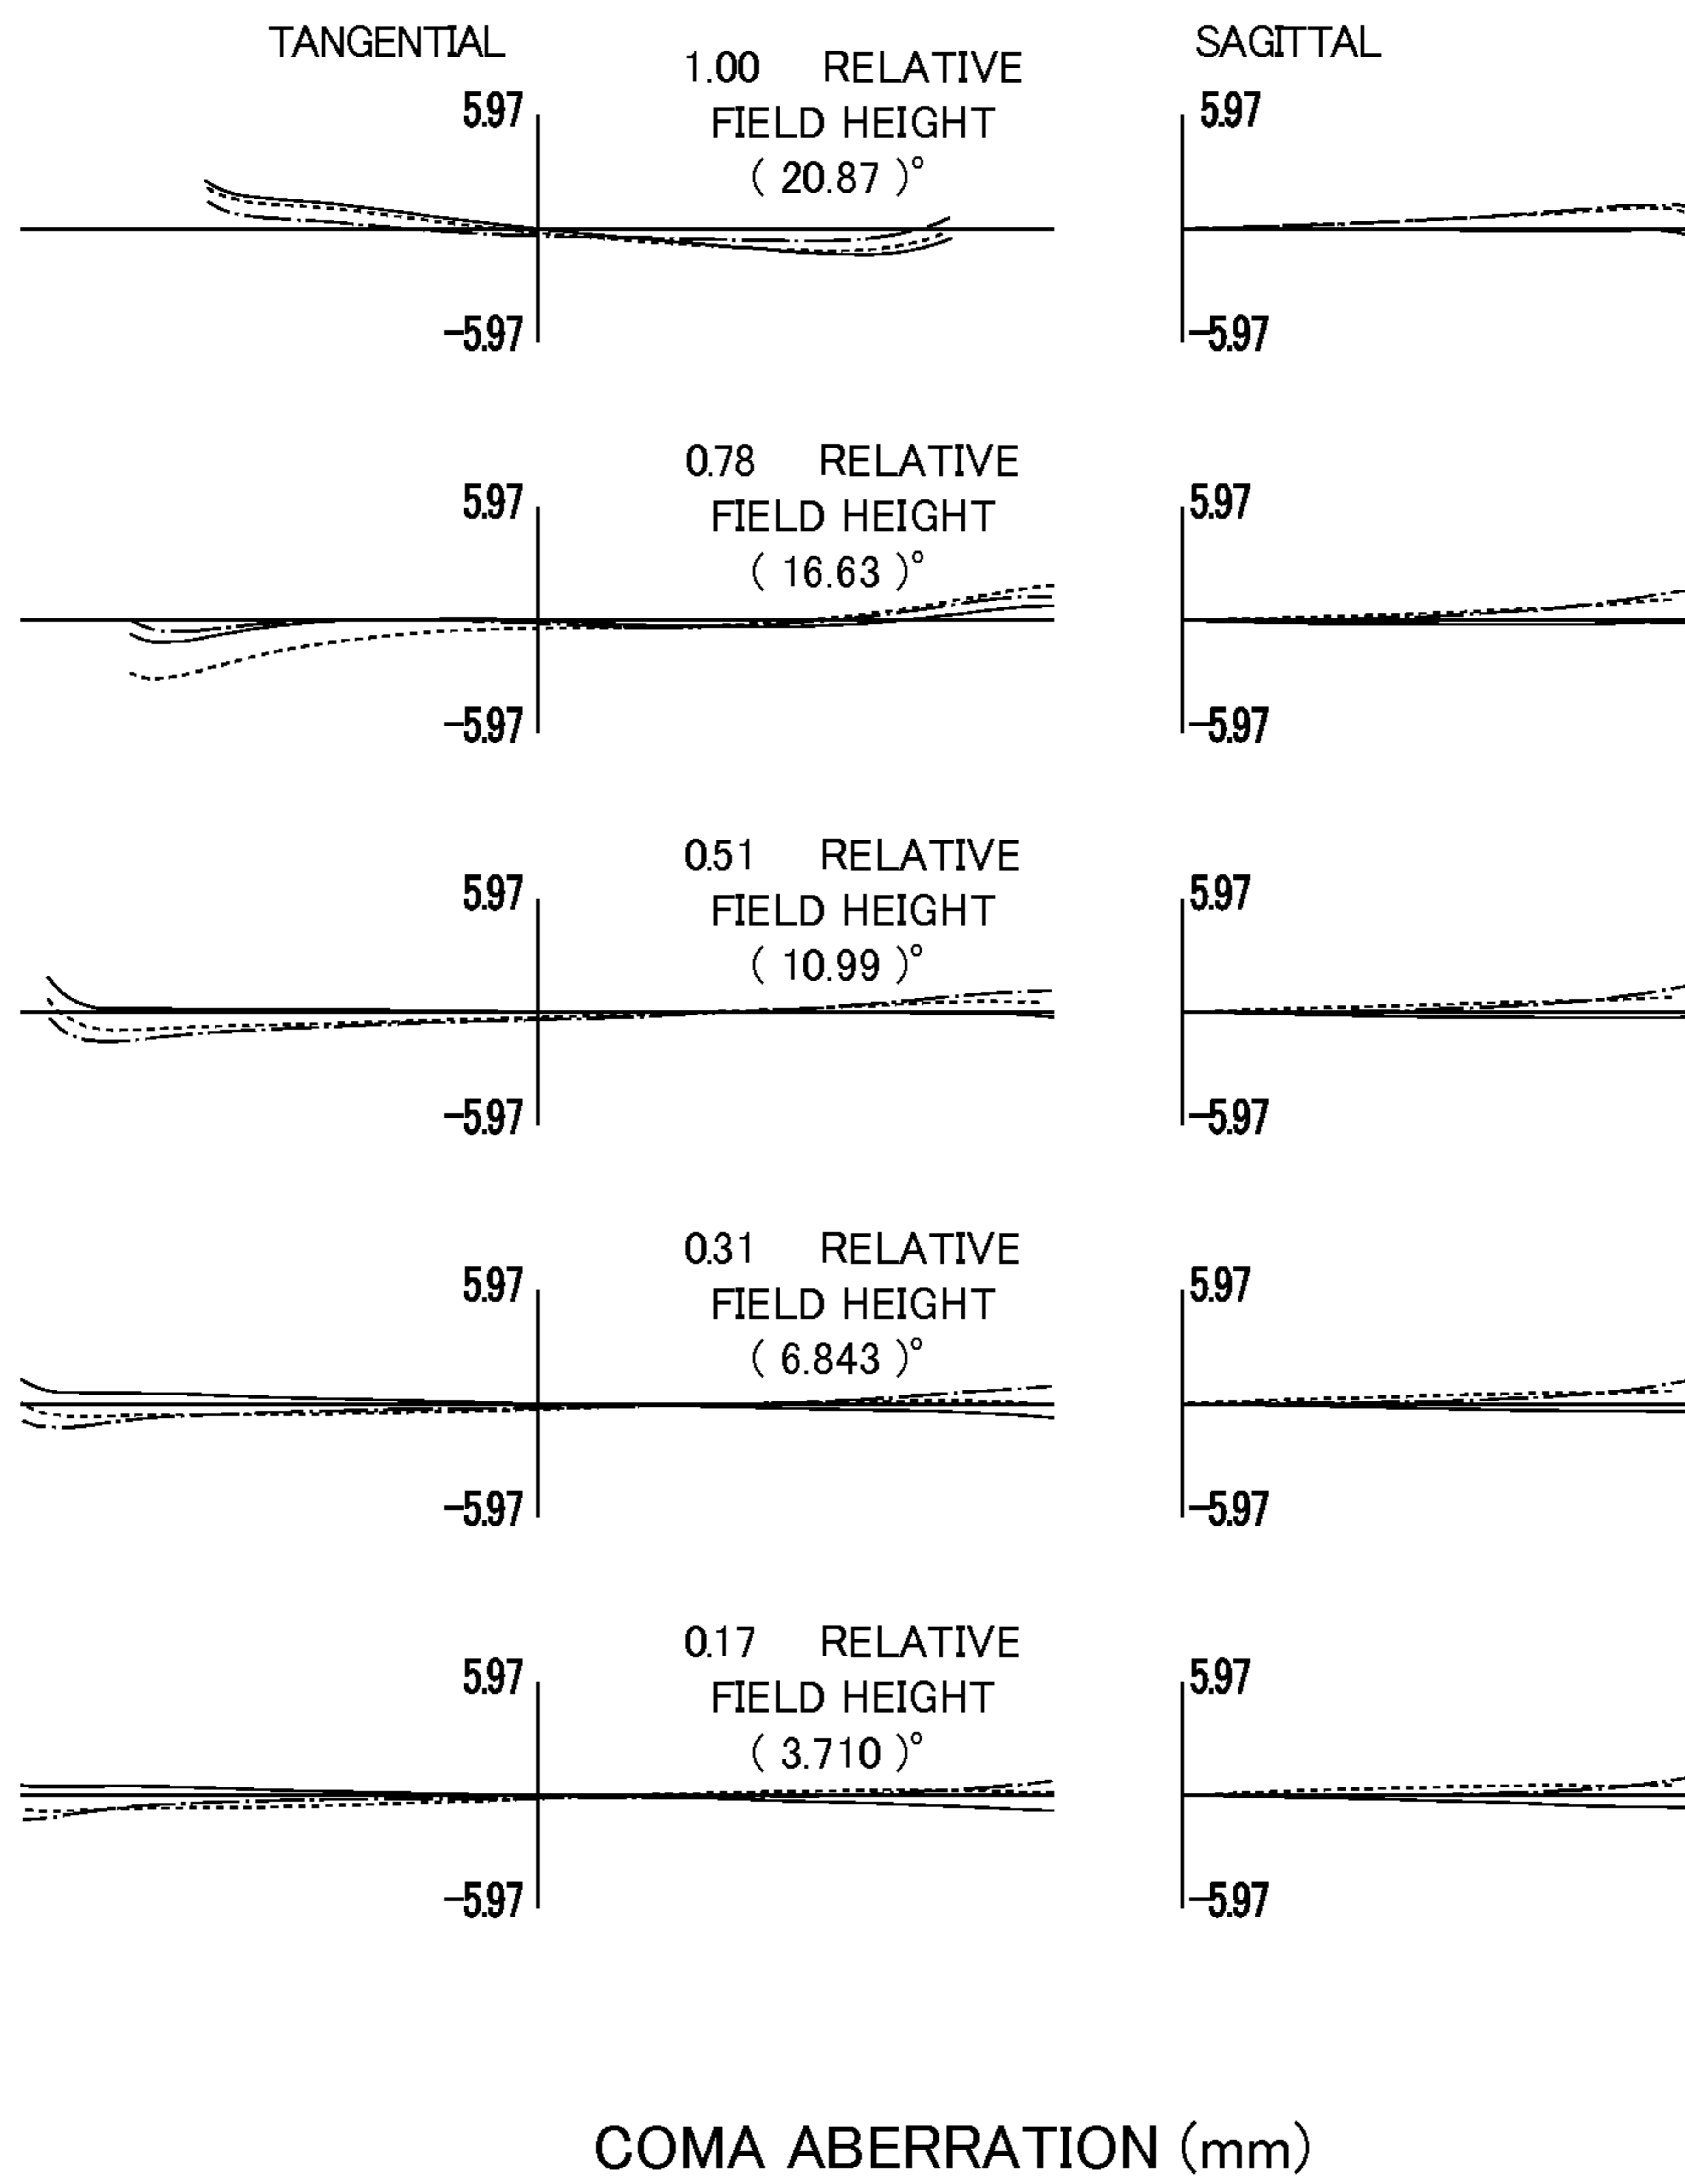 TANGENTIAL
SAGITTAL
1.00 RELATIVE
FIELD HEIGHT
( 20.87 )°
5.97
5.97
-5.97
-5.97
0.78 RELATIVE
FIELD HEIGHT
( 16.63 )°
5.97
5.97
-5.97
-5.97
0.51 RELATIVE
FIELD HEIGHT
( 10.99 )°
5.97
5.97
-5.97
-5.97
0.31 RELATIVE
FIELD HEIGHT
( 6.843 )°
5.97
5.97
-5.97
-5.97
0.17 RELATIVE
FIELD HEIGHT
( 3.710 )°
5.97
5.97
-5.97
-5.97
COMA ABERRATION (mm)